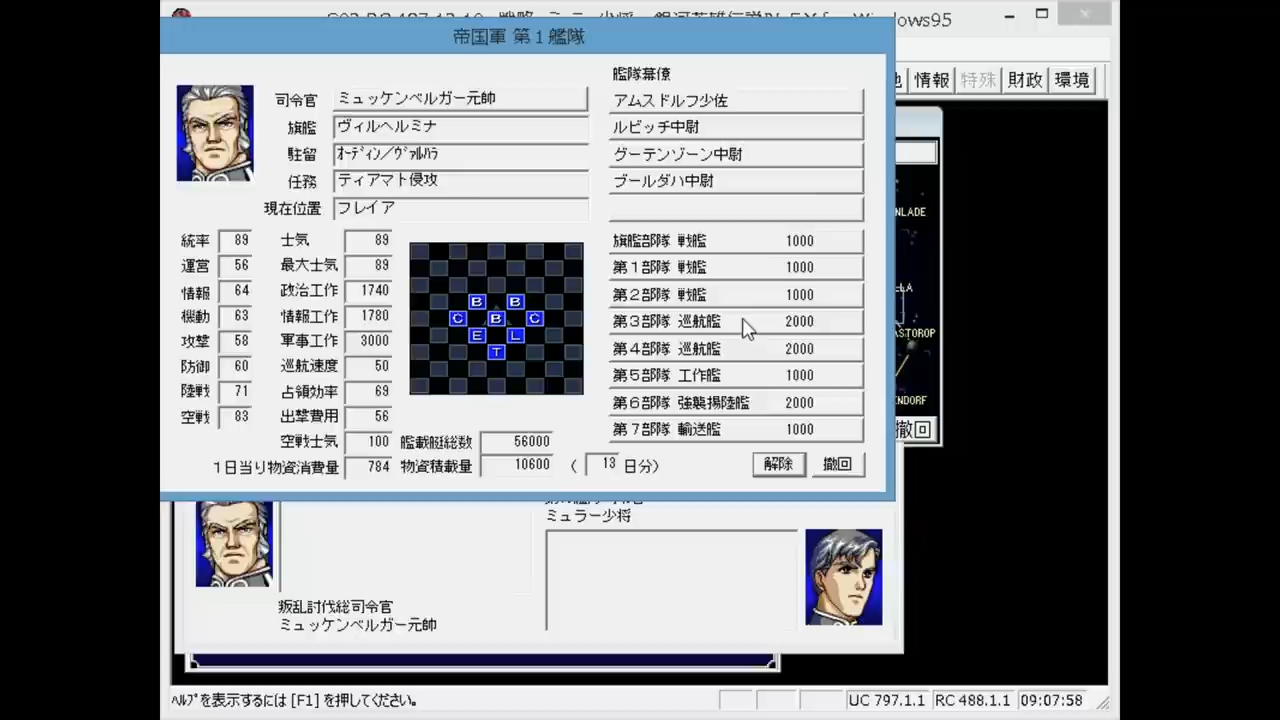 帝国軍 第1艦隊
ows95
情報 特殊 財政 環境
司令官 ミュッケンベルガー元帥
旗艦 ヴィルヘルミナ
駐留 ｵｰﾃﾞｨﾝ／ｳﾞｧﾙﾊﾗ
任務 ティアマト侵攻
現在位置 フレイア
艦隊幕僚
アムスドルフ少佐
ルビッチ中尉
グーテンゾーン中尉
ブールダハ中尉
統率 89
運営 56
情報 64
機動 63
攻撃 58
防御 60
陸戦 71
空戦 83
士気 89
最大士気 89
政治工作 1740
情報工作 1780
軍事工作 3000
巡航速度 50
占領効率 69
出撃費用 56
空戦士気 100
1日当り物資消費量 784
B B
C B C
E L
T
艦載艇総数 56000
物資積載量 10600 ( 13 日分)
旗艦部隊 戦艦 1000
第1部隊 戦艦 1000
第2部隊 戦艦 1000
第3部隊 巡航艦 2000
第4部隊 巡航艦 2000
第5部隊 工作艦 1000
第6部隊 強襲揚陸艦 2000
第7部隊 輸送艦 1000
解除 撤回
NLADE
LA
ASTOROP
NDORF
撤回
ミュラー少将
叛乱討伐総司令官
ミュッケンベルガー元帥
ﾍﾙﾌﾟを表示するには [F1] を押してください。
UC 797.1.1 RC 488.1.1 09:07:58